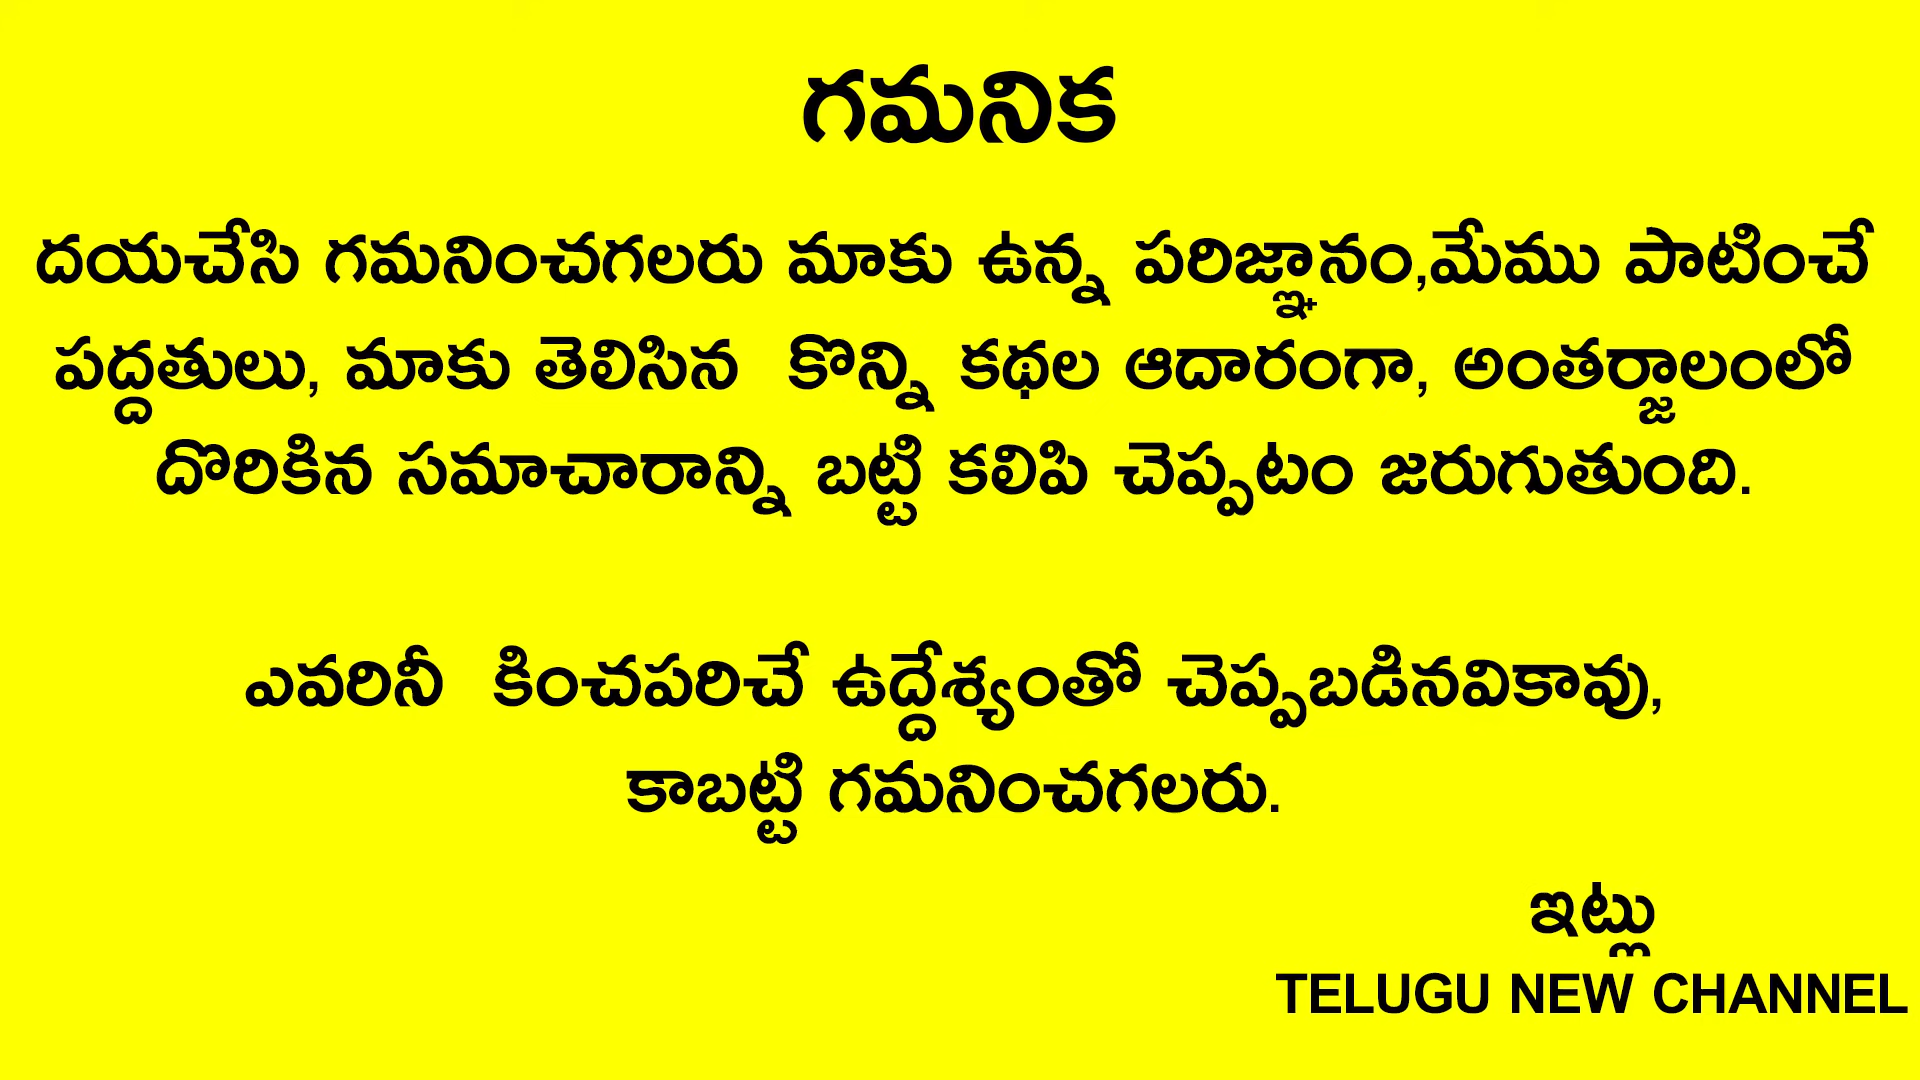 గమనిక
దయచేసి గమనించగలరు మాకు ఉన్న పరిజ్ఞానం,మేము పాటించే
పద్దతులు, మాకు తెలిసిన కొన్ని కథల ఆదారంగా, అంతర్జాలంలో
దొరికిన సమాచారాన్ని బట్టి కలిపి చెప్పటం జరుగుతుంది.
ఎవరినీ కించపరిచే ఉద్దేశ్యంతో చెప్పబడినవికావు,
కాబట్టి గమనించగలరు.
ఇట్లు
TELUGU NEW CHANNEL